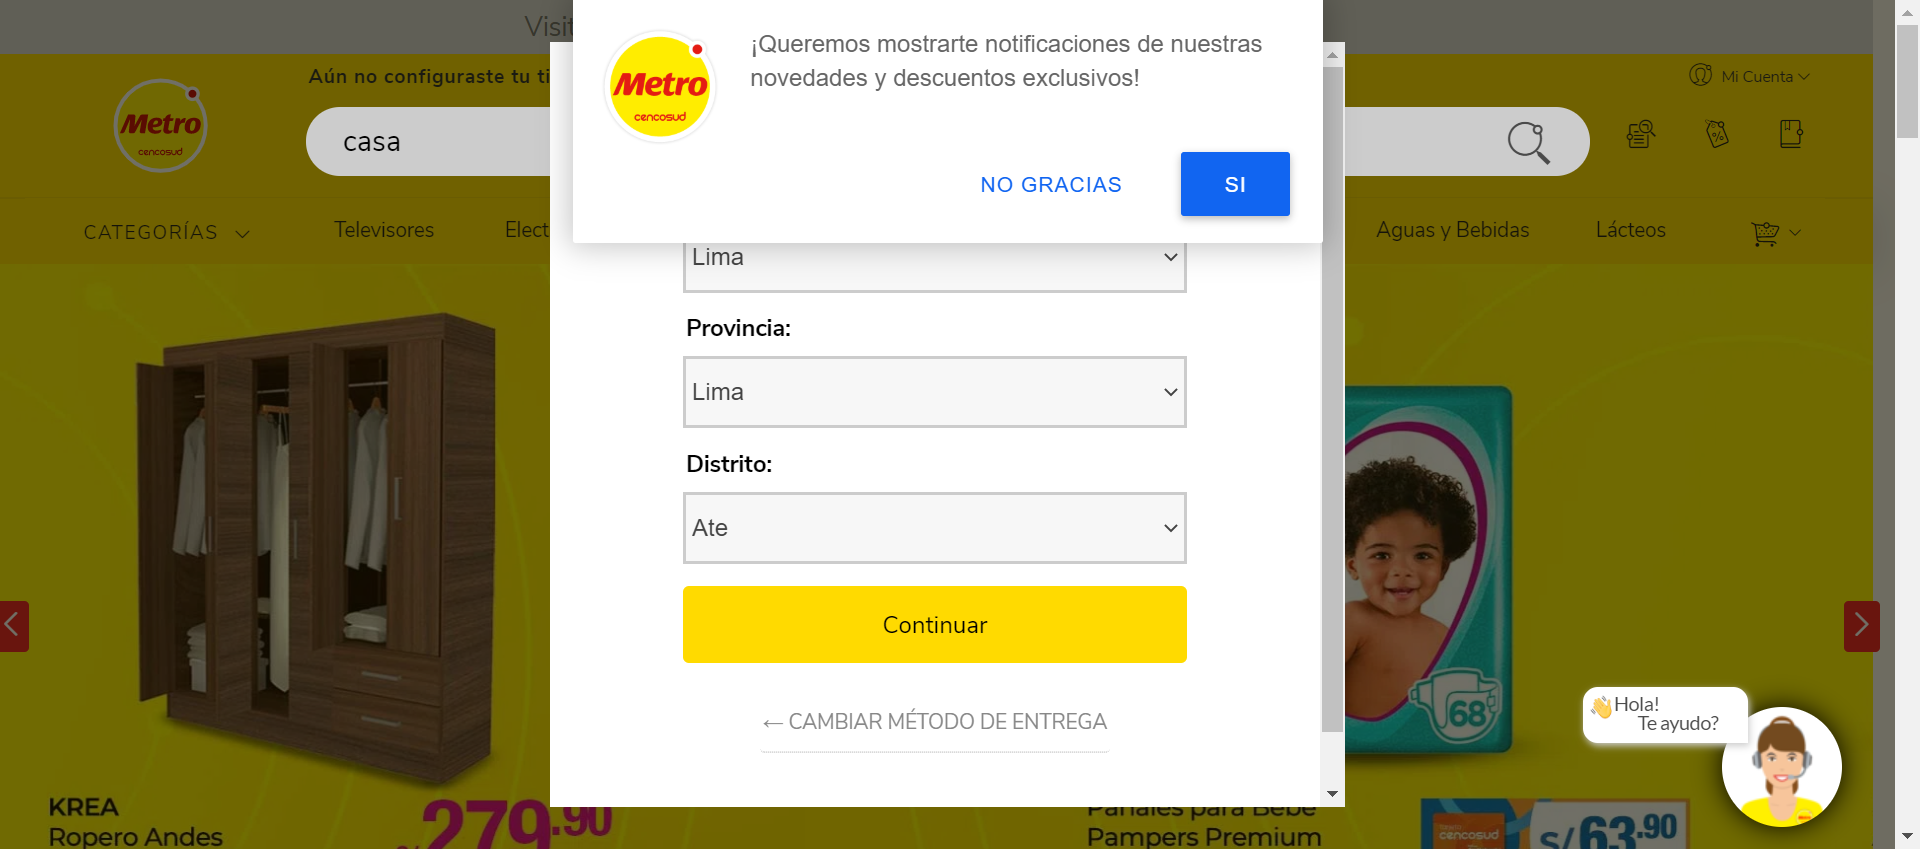 Visit
¡Queremos mostrarte notificaciones de nuestras
novedades y descuentos exclusivos!
Metro
cencosud
NO GRACIAS
SI
Aún no configuraste tu ti
Mi Cuenta
Metro
cencosud
casa
CATEGORÍAS
Televisores
Elect
Aguas y Bebidas
Lácteos
Lima
Provincia:
Lima
Distrito:
Ate
Continuar
← CAMBIAR MÉTODO DE ENTREGA
68
Hola!
Te ayudo?
KREA
Ropero Andes
279.90
Pañales para Bebé
Pampers Premium
cencosud
S/63.90